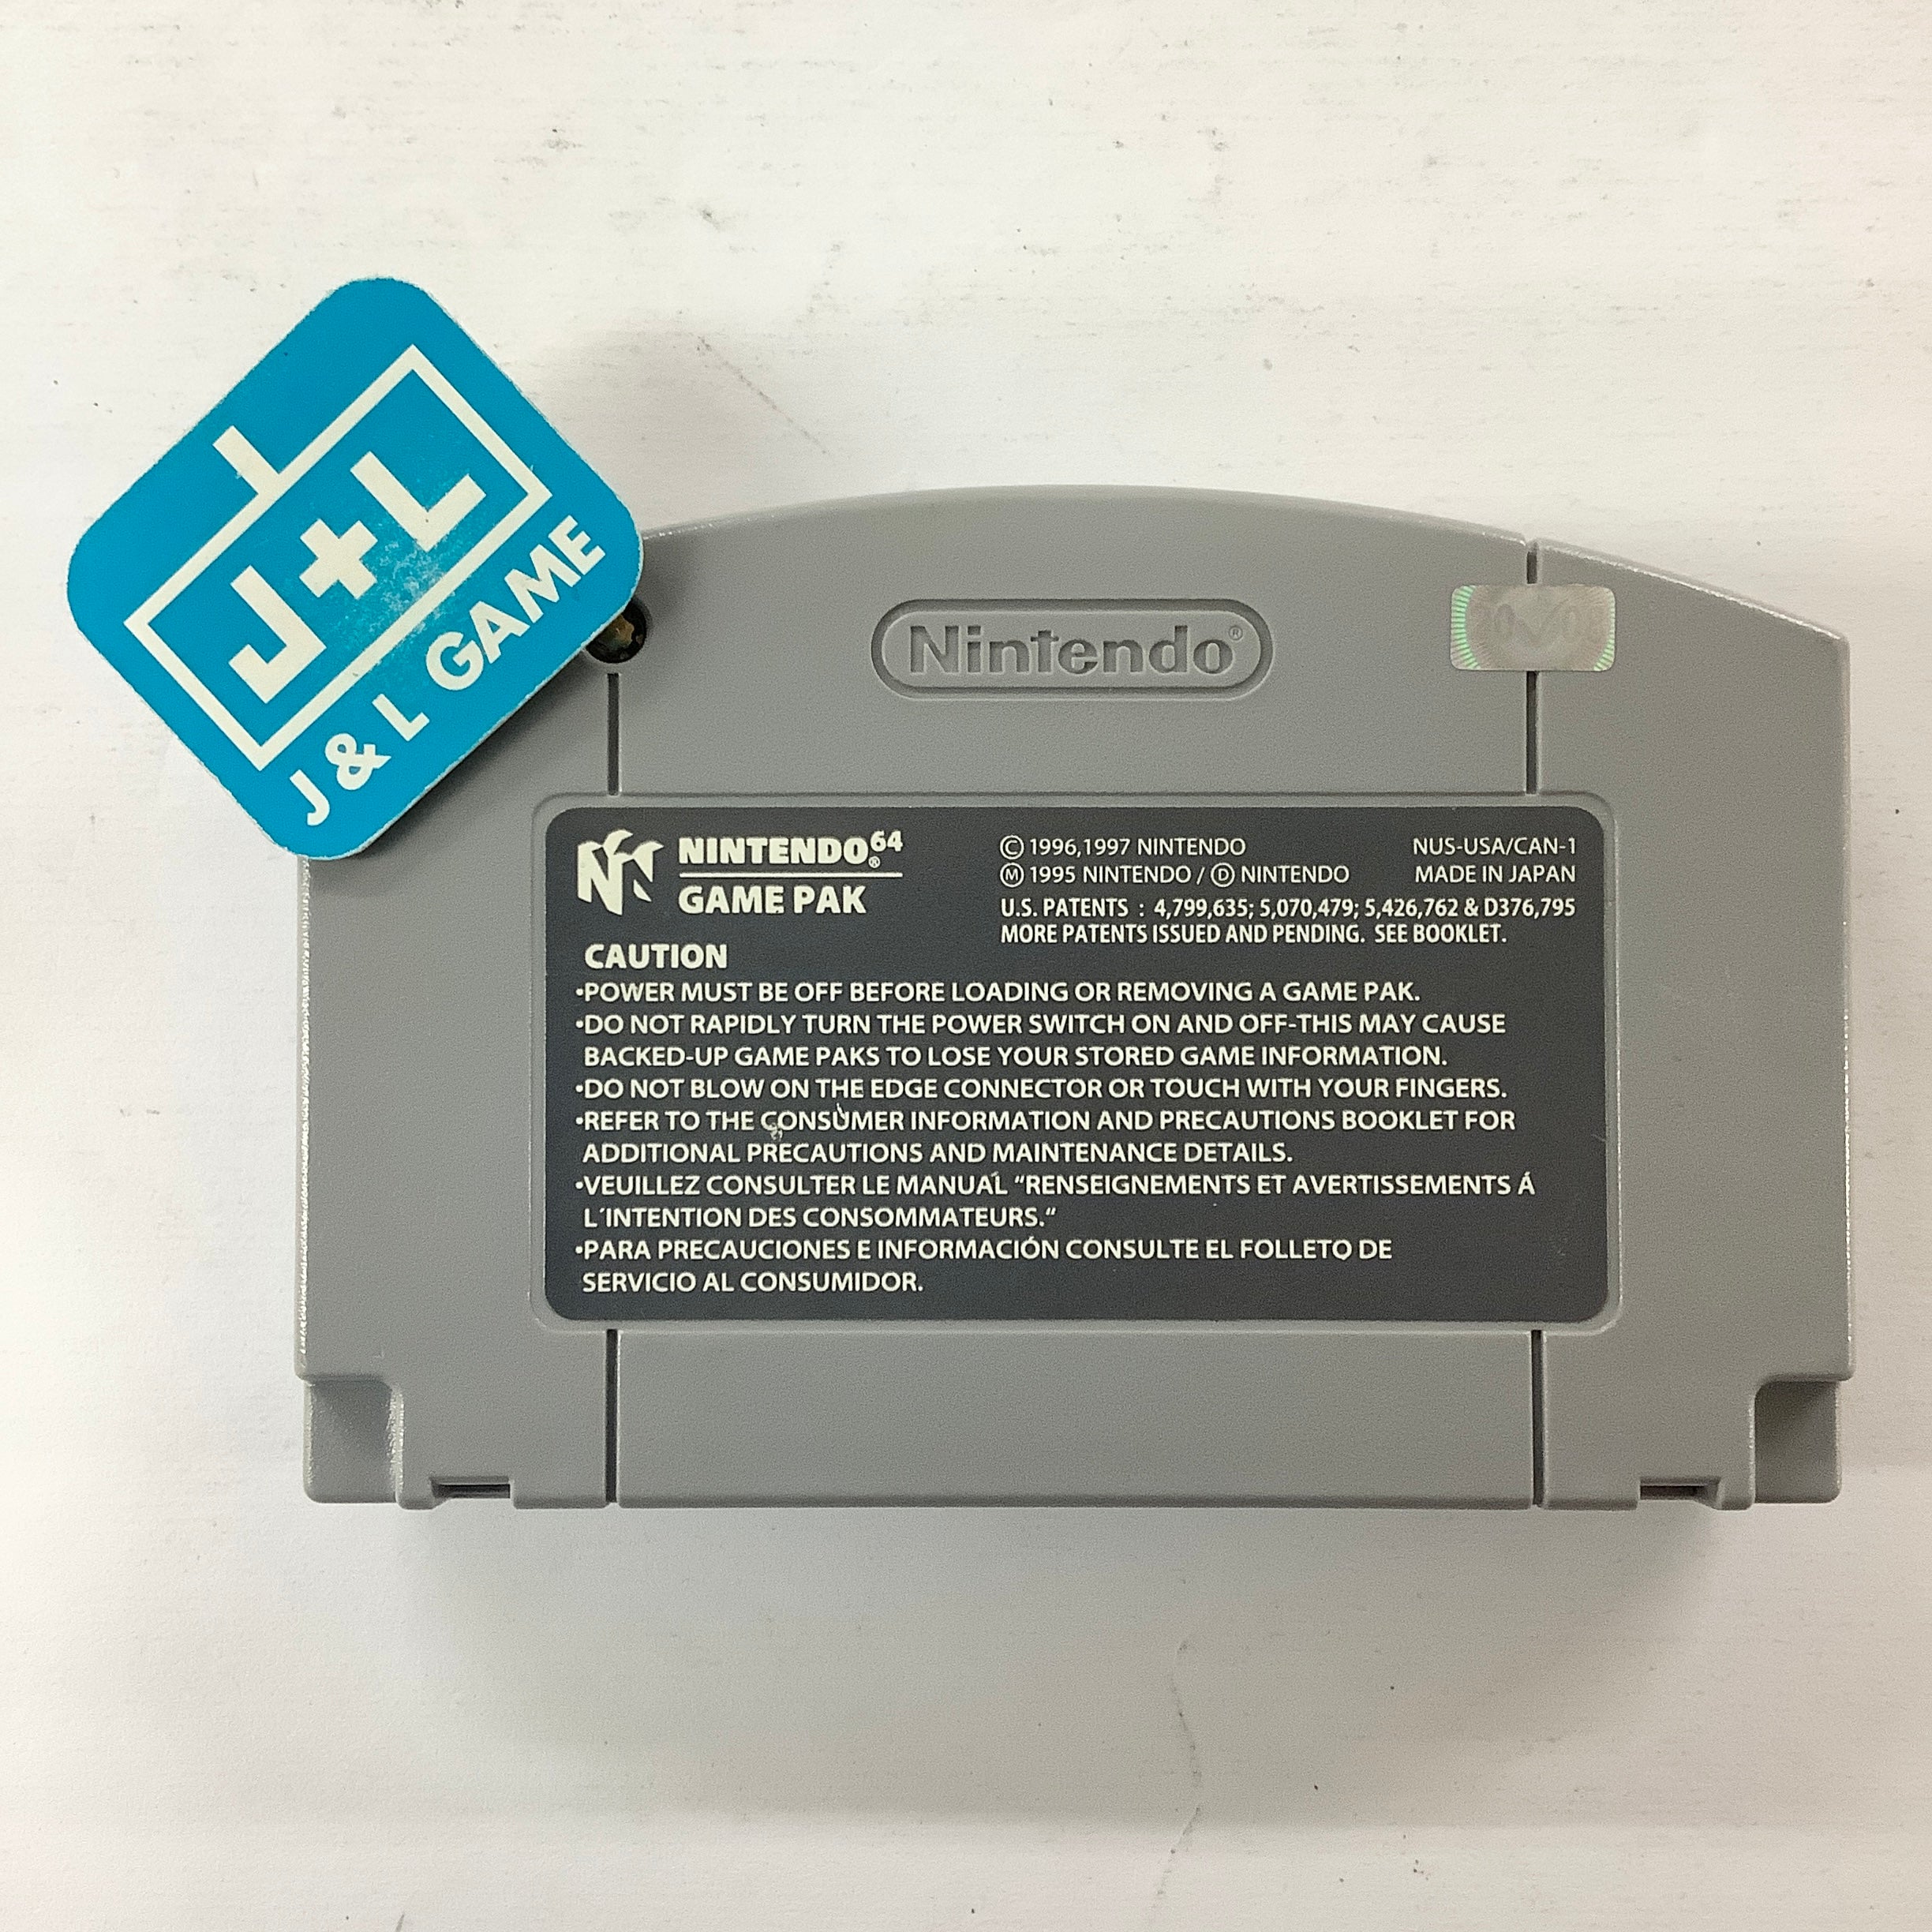 J+L
J & L GAME
Nintendo®
NINTENDO64®
GAME PAK
© 1996,1997 NINTENDO
Ⓜ 1995 NINTENDO / Ⓓ NINTENDO
NUS-USA/CAN-1
MADE IN JAPAN
U.S. PATENTS : 4,799,635; 5,070,479; 5,426,762 & D376,795
MORE PATENTS ISSUED AND PENDING. SEE BOOKLET.
CAUTION
•POWER MUST BE OFF BEFORE LOADING OR REMOVING A GAME PAK.
•DO NOT RAPIDLY TURN THE POWER SWITCH ON AND OFF-THIS MAY CAUSE
BACKED-UP GAME PAKS TO LOSE YOUR STORED GAME INFORMATION.
•DO NOT BLOW ON THE EDGE CONNECTOR OR TOUCH WITH YOUR FINGERS.
•REFER TO THE CONSUMER INFORMATION AND PRECAUTIONS BOOKLET FOR
ADDITIONAL PRECAUTIONS AND MAINTENANCE DETAILS.
•VEUILLEZ CONSULTER LE MANUAL “RENSEIGNEMENTS ET AVERTISSEMENTS Á
L´INTENTION DES CONSOMMATEURS.“
•PARA PRECAUCIONES E INFORMACIÓN CONSULTE EL FOLLETO DE
SERVICIO AL CONSUMIDOR.